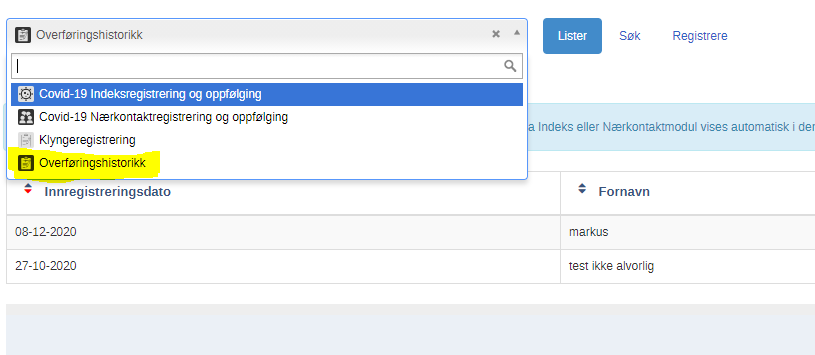 Overføringshistorikk
Lister Søk Registrere
Covid-19 Indeksregistrering og oppfølging
Covid-19 Nærkontaktregistrering og oppfølging
a Indeks eller Nærkontaktmodul vises automatisk i der
Klyngeregistrering
Overføringshistorikk
Innregistreringsdato Fornavn
08-12-2020 markus
27-10-2020 test ikke alvorlig